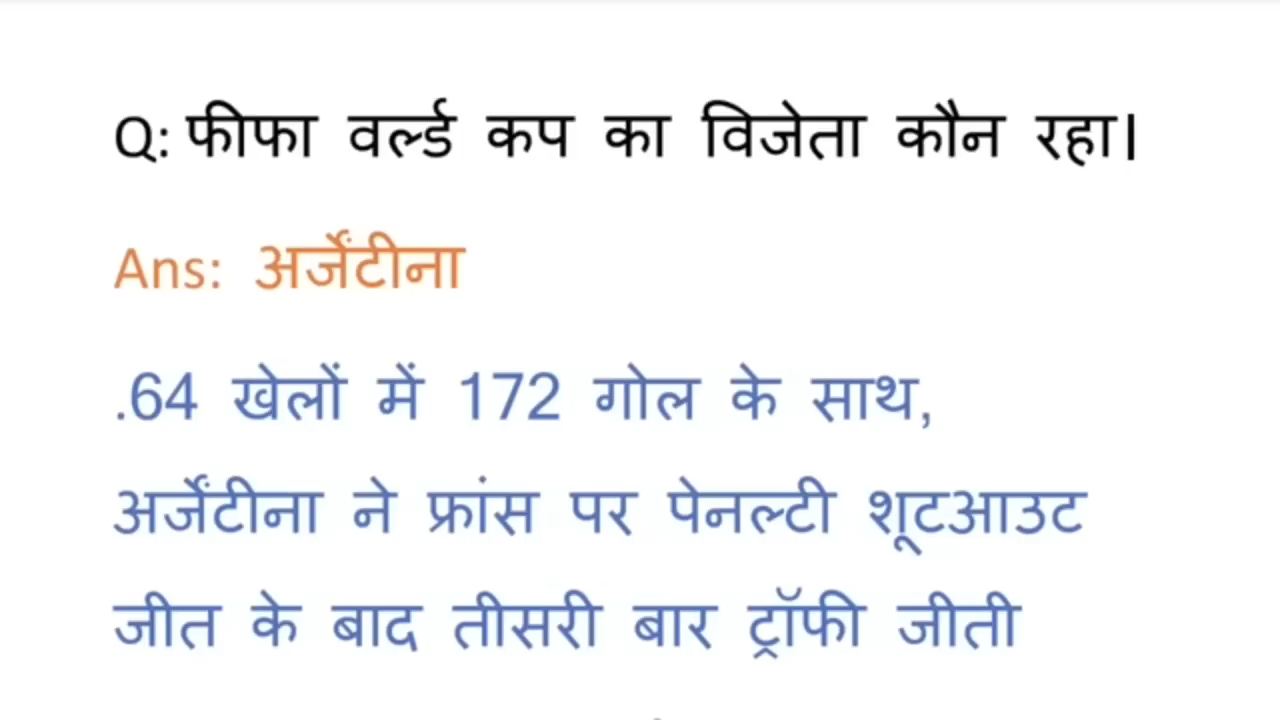 Q: फीफा वर्ल्ड कप का विजेता कौन रहा।
Ans: अर्जेंटीना
.64 खेलों में 172 गोल के साथ,
अर्जेंटीना ने फ्रांस पर पेनल्टी शूटआउट
जीत के बाद तीसरी बार ट्रॉफी जीती